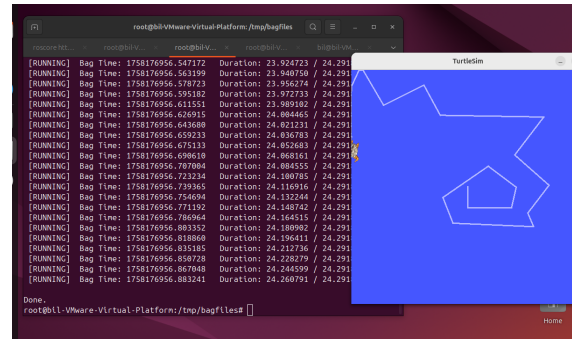 root@bil-VMware-Virtual-Platform: /tmp/bagfiles
roscore htt... root@bil-V... root@bil-V... root@bil-V... bil@bil-VM...
[RUNNING] Bag Time: 1758176956.547172 Duration: 23.924723 / 24.291
[RUNNING] Bag Time: 1758176956.563199 Duration: 23.940750 / 24.291
[RUNNING] Bag Time: 1758176956.578723 Duration: 23.956274 / 24.291
[RUNNING] Bag Time: 1758176956.595182 Duration: 23.972733 / 24.291
[RUNNING] Bag Time: 1758176956.611551 Duration: 23.989102 / 24.291
[RUNNING] Bag Time: 1758176956.626915 Duration: 24.004465 / 24.291
[RUNNING] Bag Time: 1758176956.643680 Duration: 24.021231 / 24.291
[RUNNING] Bag Time: 1758176956.659233 Duration: 24.036783 / 24.291
[RUNNING] Bag Time: 1758176956.675133 Duration: 24.052683 / 24.291
[RUNNING] Bag Time: 1758176956.690610 Duration: 24.068161 / 24.291
[RUNNING] Bag Time: 1758176956.707004 Duration: 24.084555 / 24.291
[RUNNING] Bag Time: 1758176956.723234 Duration: 24.100785 / 24.291
[RUNNING] Bag Time: 1758176956.739365 Duration: 24.116916 / 24.291
[RUNNING] Bag Time: 1758176956.754694 Duration: 24.132244 / 24.291
[RUNNING] Bag Time: 1758176956.771192 Duration: 24.148742 / 24.291
[RUNNING] Bag Time: 1758176956.786964 Duration: 24.164515 / 24.291
[RUNNING] Bag Time: 1758176956.803352 Duration: 24.180902 / 24.291
[RUNNING] Bag Time: 1758176956.818860 Duration: 24.196411 / 24.291
[RUNNING] Bag Time: 1758176956.835185 Duration: 24.212736 / 24.291
[RUNNING] Bag Time: 1758176956.850728 Duration: 24.228279 / 24.291
[RUNNING] Bag Time: 1758176956.867048 Duration: 24.244599 / 24.291
[RUNNING] Bag Time: 1758176956.883241 Duration: 24.260791 / 24.291
Done.
root@bil-VMware-Virtual-Platform:/tmp/bagfiles#
TurtleSim
Home